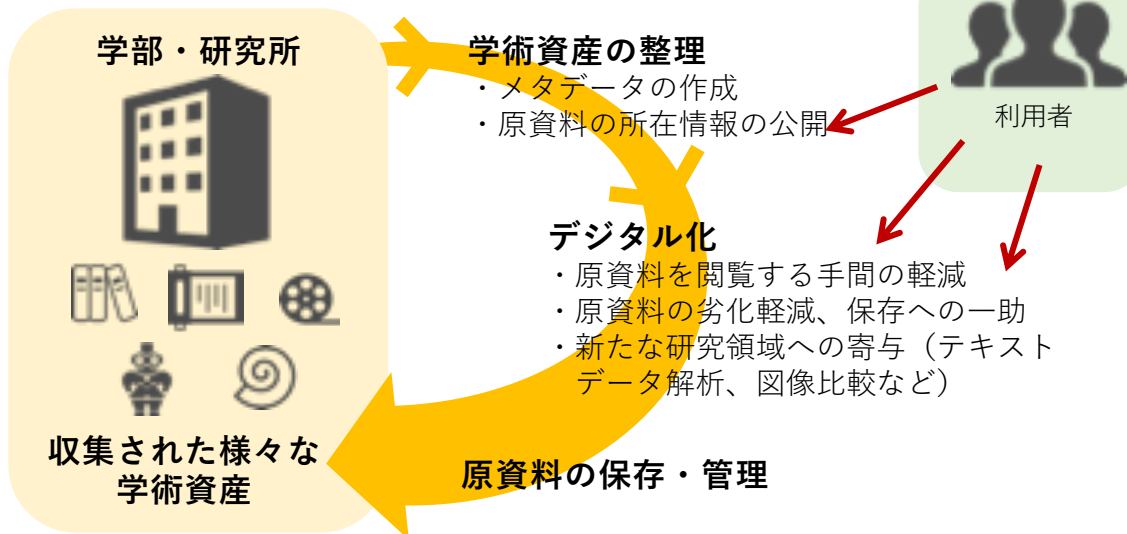 学部・研究所
収集された様々な
学術資産
学術資産の整理
・メタデータの作成
・原資料の所在情報の公開
利用者
デジタル化
・原資料を閲覧する手間の軽減
・原資料の劣化軽減、保存への一助
・新たな研究領域への寄与（テキスト
データ解析、図像比較など）
原資料の保存・管理